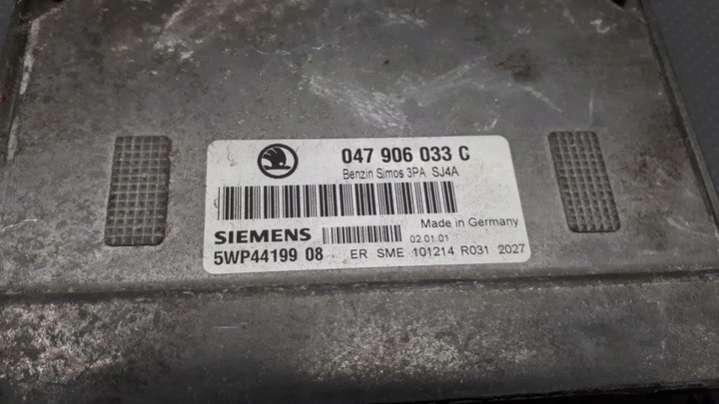 047 906 033 C
Benzin Simos 3PA SJ4A
Made in Germany
SIEMENS
02.01.01
5WP44199 08 ER SME 101214 R031 2027